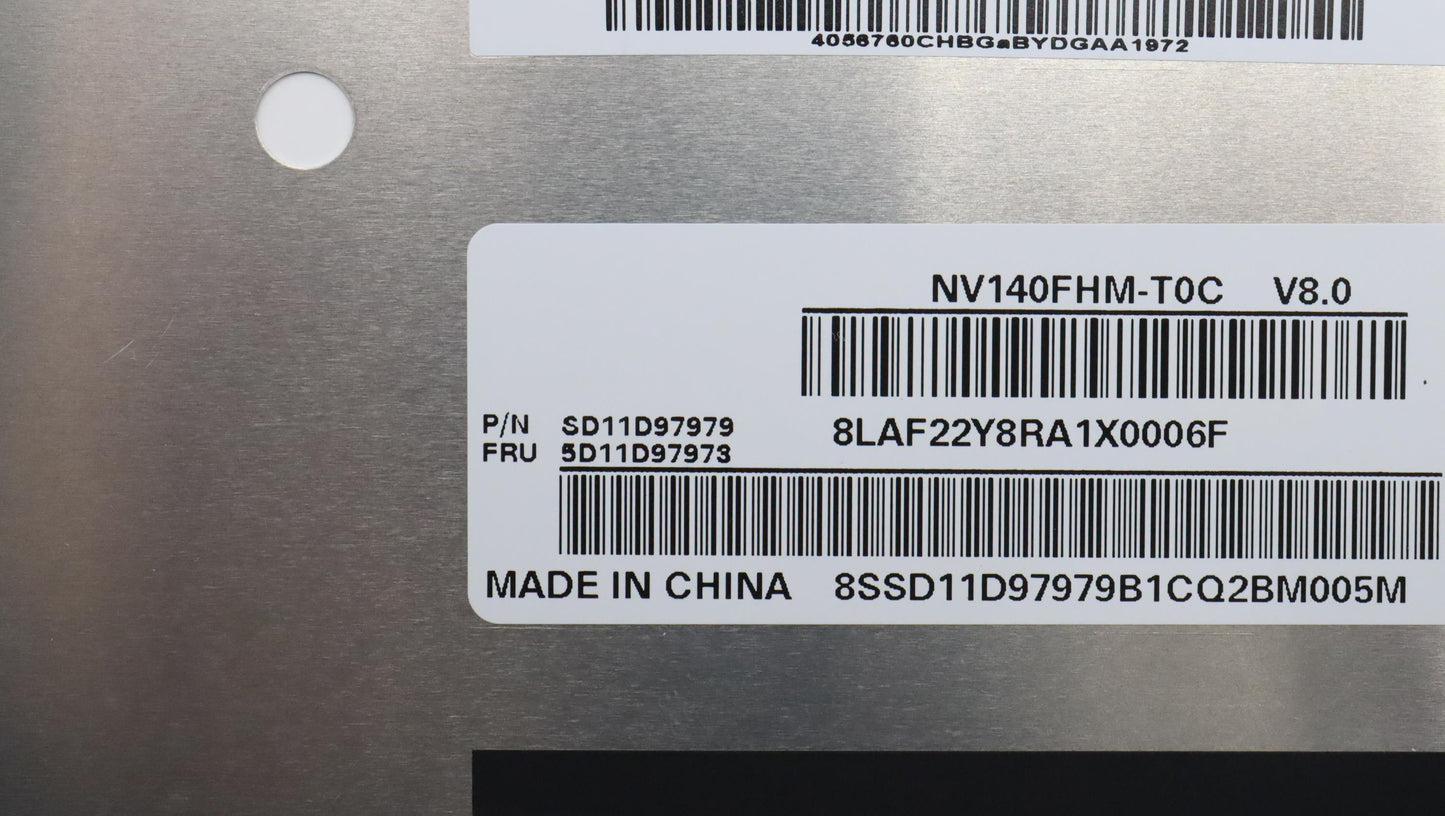 4056760CHBGaBYDGAA1972
NV140FHM-T0C V8.0
P/N SD11D97979
8LAF22Y8RA1X0006F
FRU 5D11D97973
MADE IN CHINA 8SSD11D97979B1CQ2BM005M